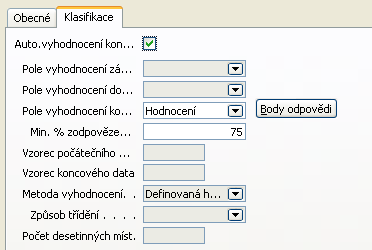 Obecné Klasifikace
Auto.vyhodnocení kon...
Pole vyhodnocení zá...
Pole vyhodnocení do...
Pole vyhodnocení ko... Hodnocení Body odpovědi
Min. % zodpověze... 75
Vzorec počátečního ...
Vzorec koncového data
Metoda vyhodnocení. . Definovaná h...
Způsob třídění . . . .
Počet desetinných míst.